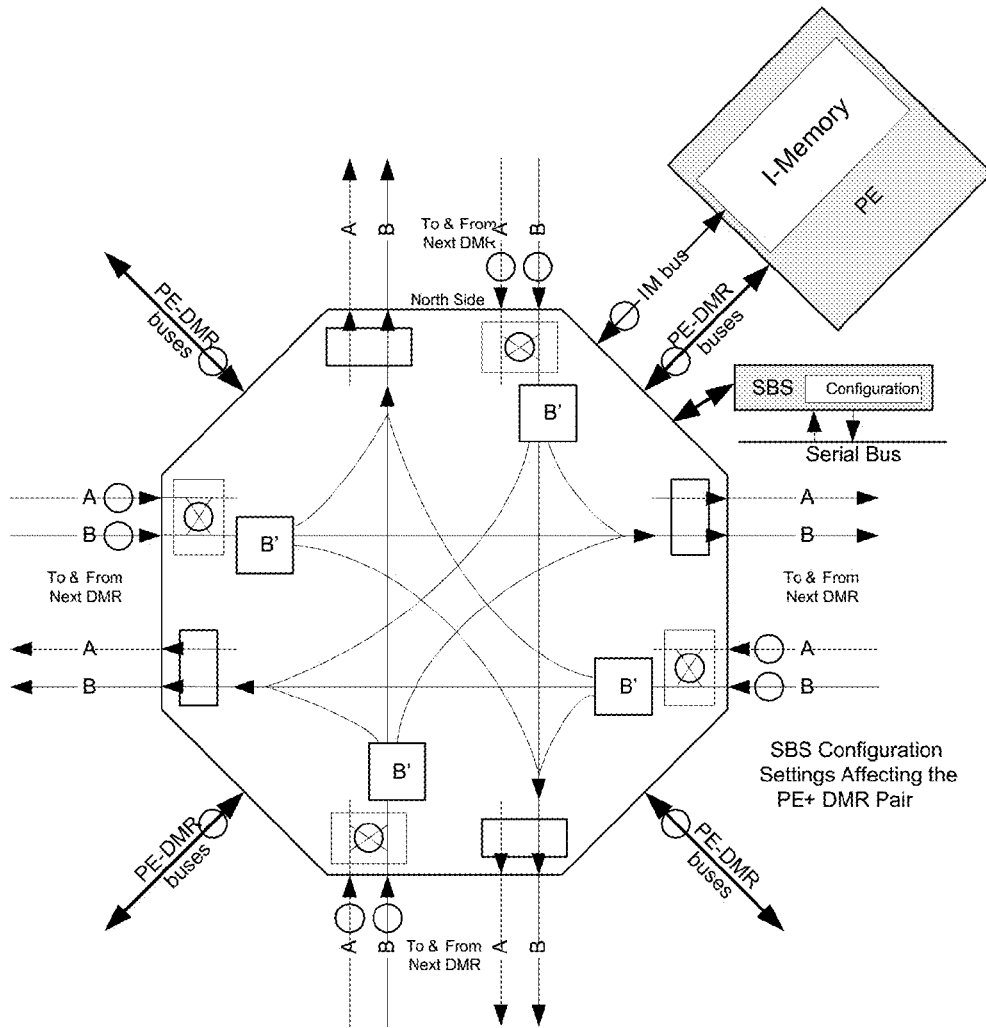 I-Memory
PE
A
B
To & From
Next DMR
A
B
IM bus
PE-DMR
buses
North Side
PE-DMR
buses
SBS
Configuration
Serial Bus
B'
A
B
B'
A
B
To & From
Next DMR
To & From
Next DMR
A
B
B'
A
B
B'
SBS Configuration
Settings Affecting the
PE+ DMR Pair
PE-DMR
buses
PE-DMR
buses
A
B
To & From
Next DMR
A
B